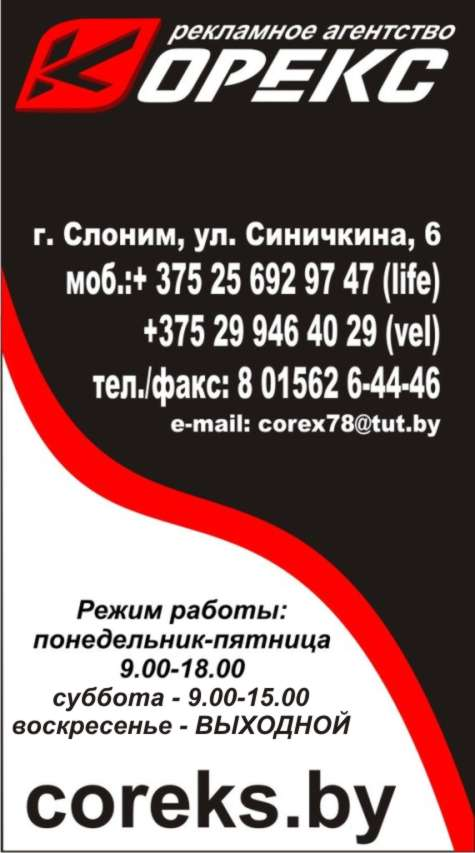 рекламное агентство
КОРЕКС
г. Слоним, ул. Синичкина, 6
моб.:+ 375 25 692 97 47 (life)
+375 29 946 40 29 (vel)
тел./факс: 8 01562 6-44-46
e-mail: corex78@tut.by
Режим работы:
понедельник-пятница
9.00-18.00
суббота - 9.00-15.00
воскресенье - ВЫХОДНОЙ
coreks.by